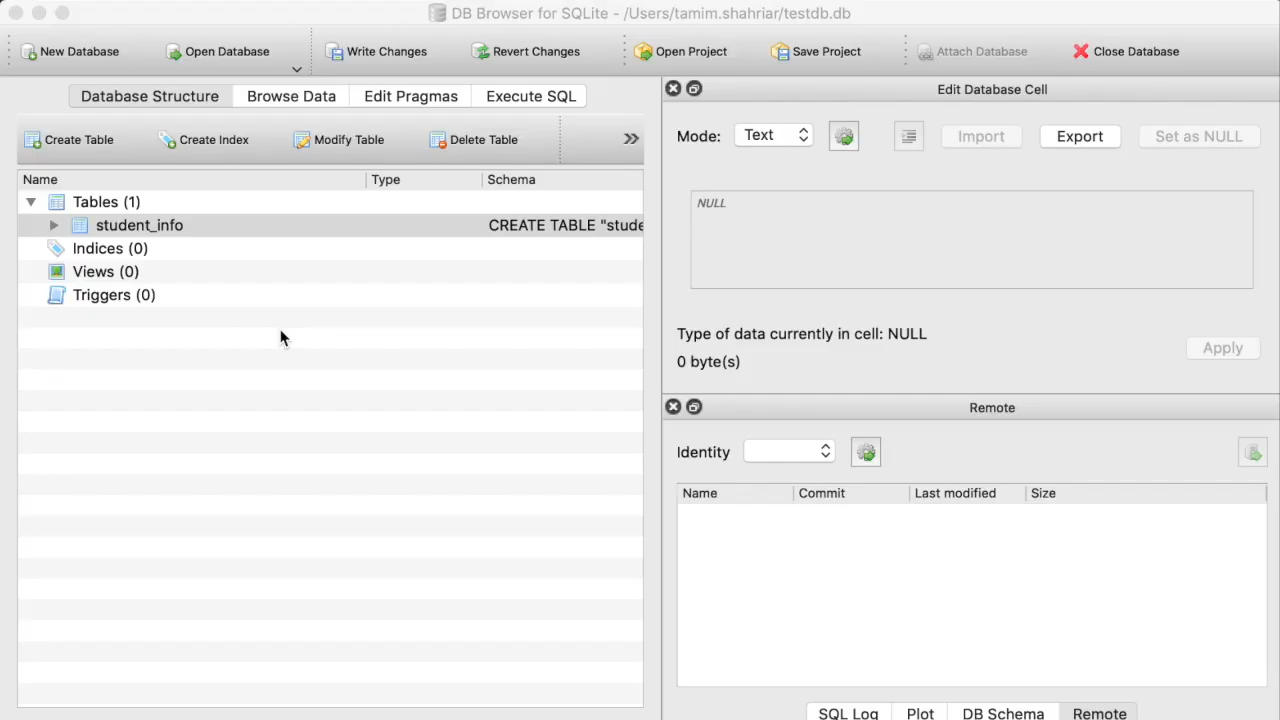 DB Browser for SQLite - /Users/tamim.shahriar/testdb.db
New Database Open Database Write Changes Revert Changes Open Project Save Project Attach Database Close Database
Database Structure Browse Data Edit Pragmas Execute SQL
Create Table Create Index Modify Table Delete Table »
Name Type Schema
Tables (1)
student_info CREATE TABLE "stude
Indices (0)
Views (0)
Triggers (0)
Edit Database Cell
Mode: Text Import Export Set as NULL
NULL
Type of data currently in cell: NULL
0 byte(s)
Apply
Remote
Identity
Name Commit Last modified Size
SQL Log Plot DB Schema Remote